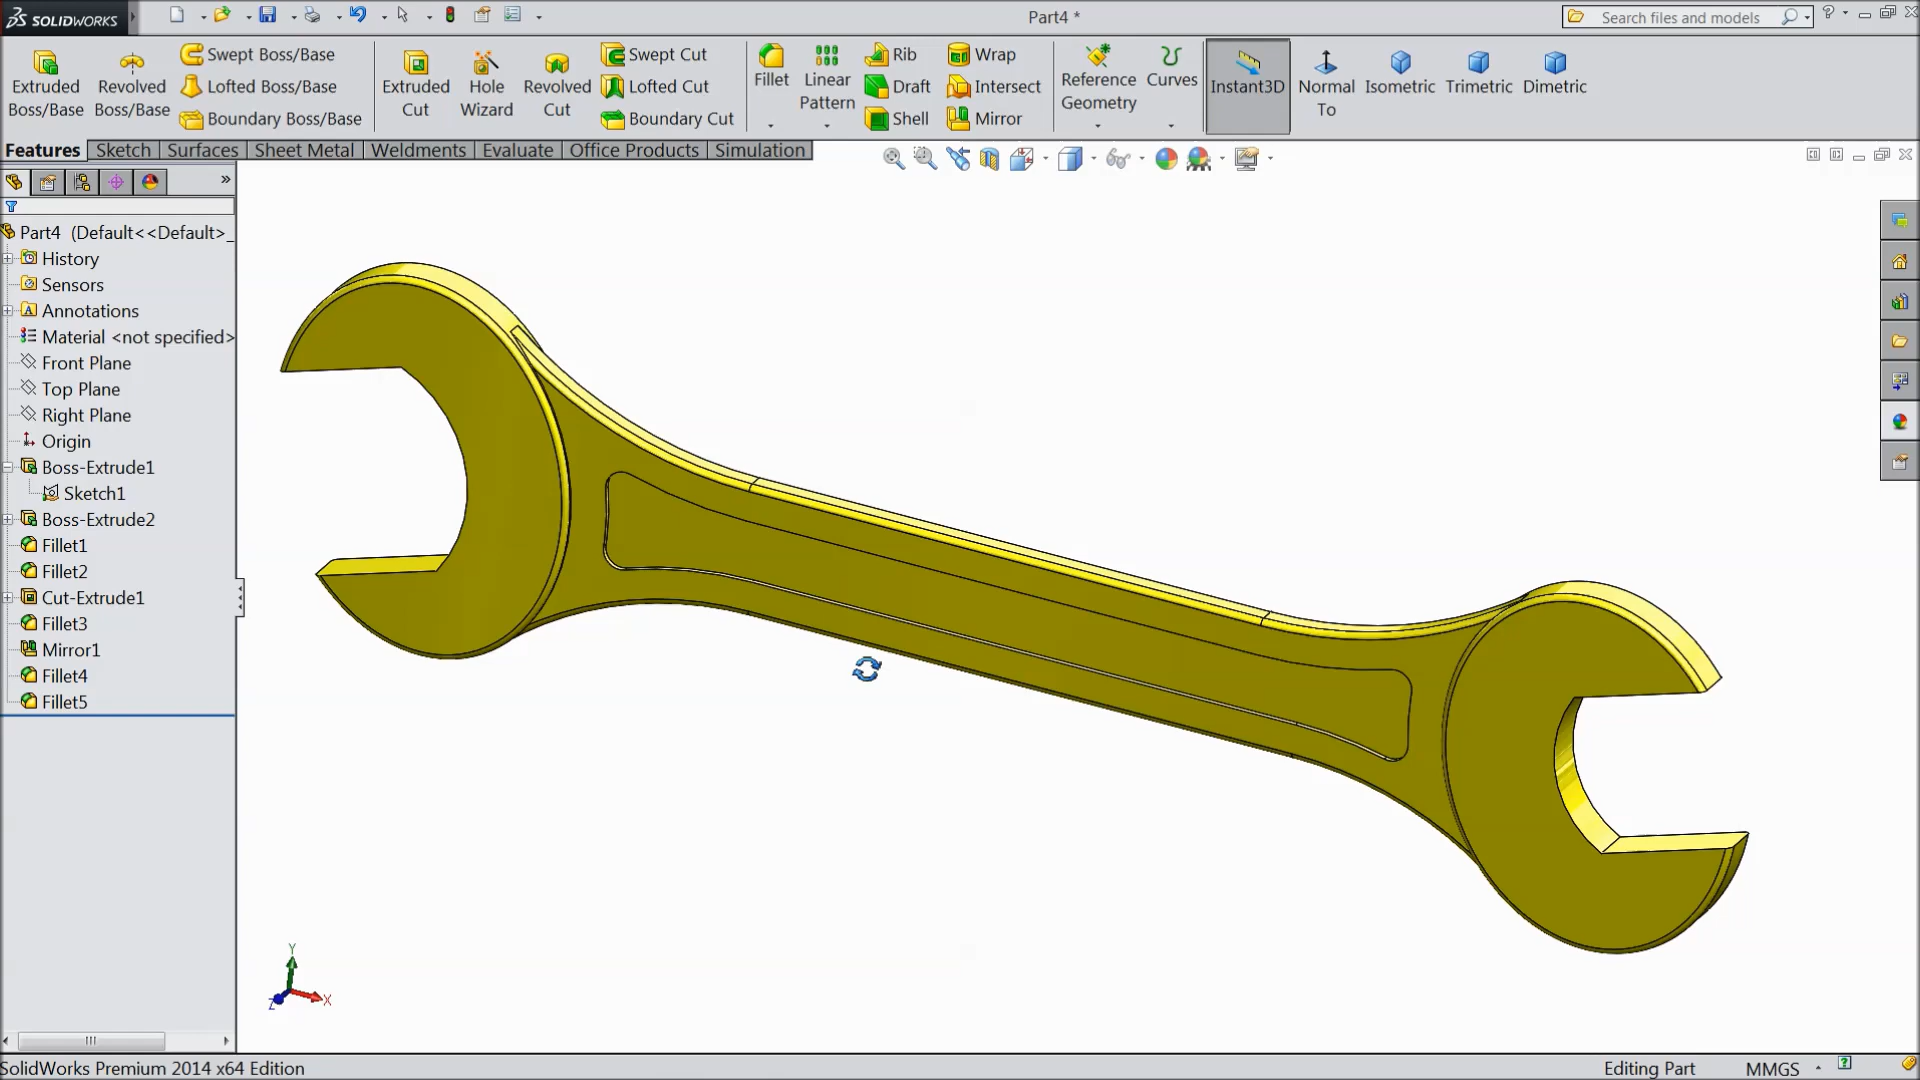 SOLIDWORKS
Part4 *
Search files and models
Extruded Boss/Base
Revolved Boss/Base
Swept Boss/Base
Lofted Boss/Base
Boundary Boss/Base
Extruded Cut
Hole Wizard
Revolved Cut
Swept Cut
Lofted Cut
Boundary Cut
Fillet
Linear Pattern
Rib
Draft
Shell
Wrap
Intersect
Mirror
Reference Geometry
Curves
Instant3D
Normal To
Isometric
Trimetric
Dimetric
Features
Sketch
Surfaces
Sheet Metal
Weldments
Evaluate
Office Products
Simulation
Part4 (Default<<Default>_
History
Sensors
Annotations
Material <not specified>
Front Plane
Top Plane
Right Plane
Origin
Boss-Extrude1
Sketch1
Boss-Extrude2
Fillet1
Fillet2
Cut-Extrude1
Fillet3
Mirror1
Fillet4
Fillet5
Y
Z
X
SolidWorks Premium 2014 x64 Edition
Editing Part
MMGS